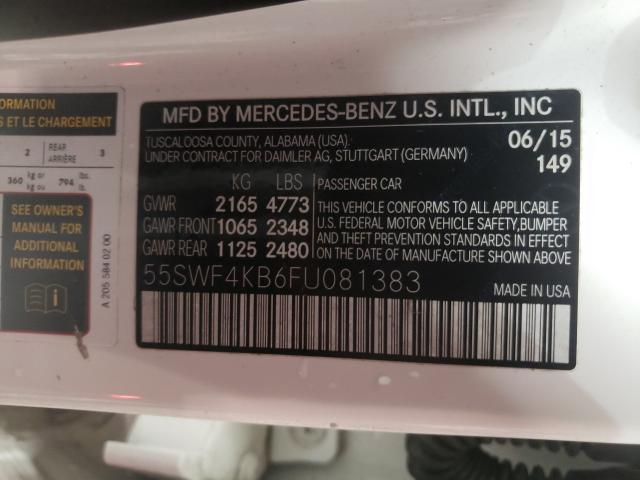 ORMATION
S ET LE CHARGEMENT
2 REAR ARRIÈRE 3
360 kg or kg ou 794 lbs. lb.
SEE OWNER'S
MANUAL FOR
ADDITIONAL
INFORMATION
A 205 584 02 00
MFD BY MERCEDES-BENZ U.S. INTL., INC
TUSCALOOSA COUNTY, ALABAMA (USA). 06/15
UNDER CONTRACT FOR DAIMLER AG, STUTTGART (GERMANY) 149
KG LBS PASSENGER CAR
GVWR 2165 4773
GAWR FRONT 1065 2348
GAWR REAR 1125 2480
THIS VEHICLE CONFORMS TO ALL APPLICABLE
U.S. FEDERAL MOTOR VEHICLE SAFETY, BUMPER
AND THEFT PREVENTION STANDARDS IN EFFECT
ON THE DATE OF MANUFACTURE SHOWN ABOVE
55SWF4KB6FU081383 MADE IN USA